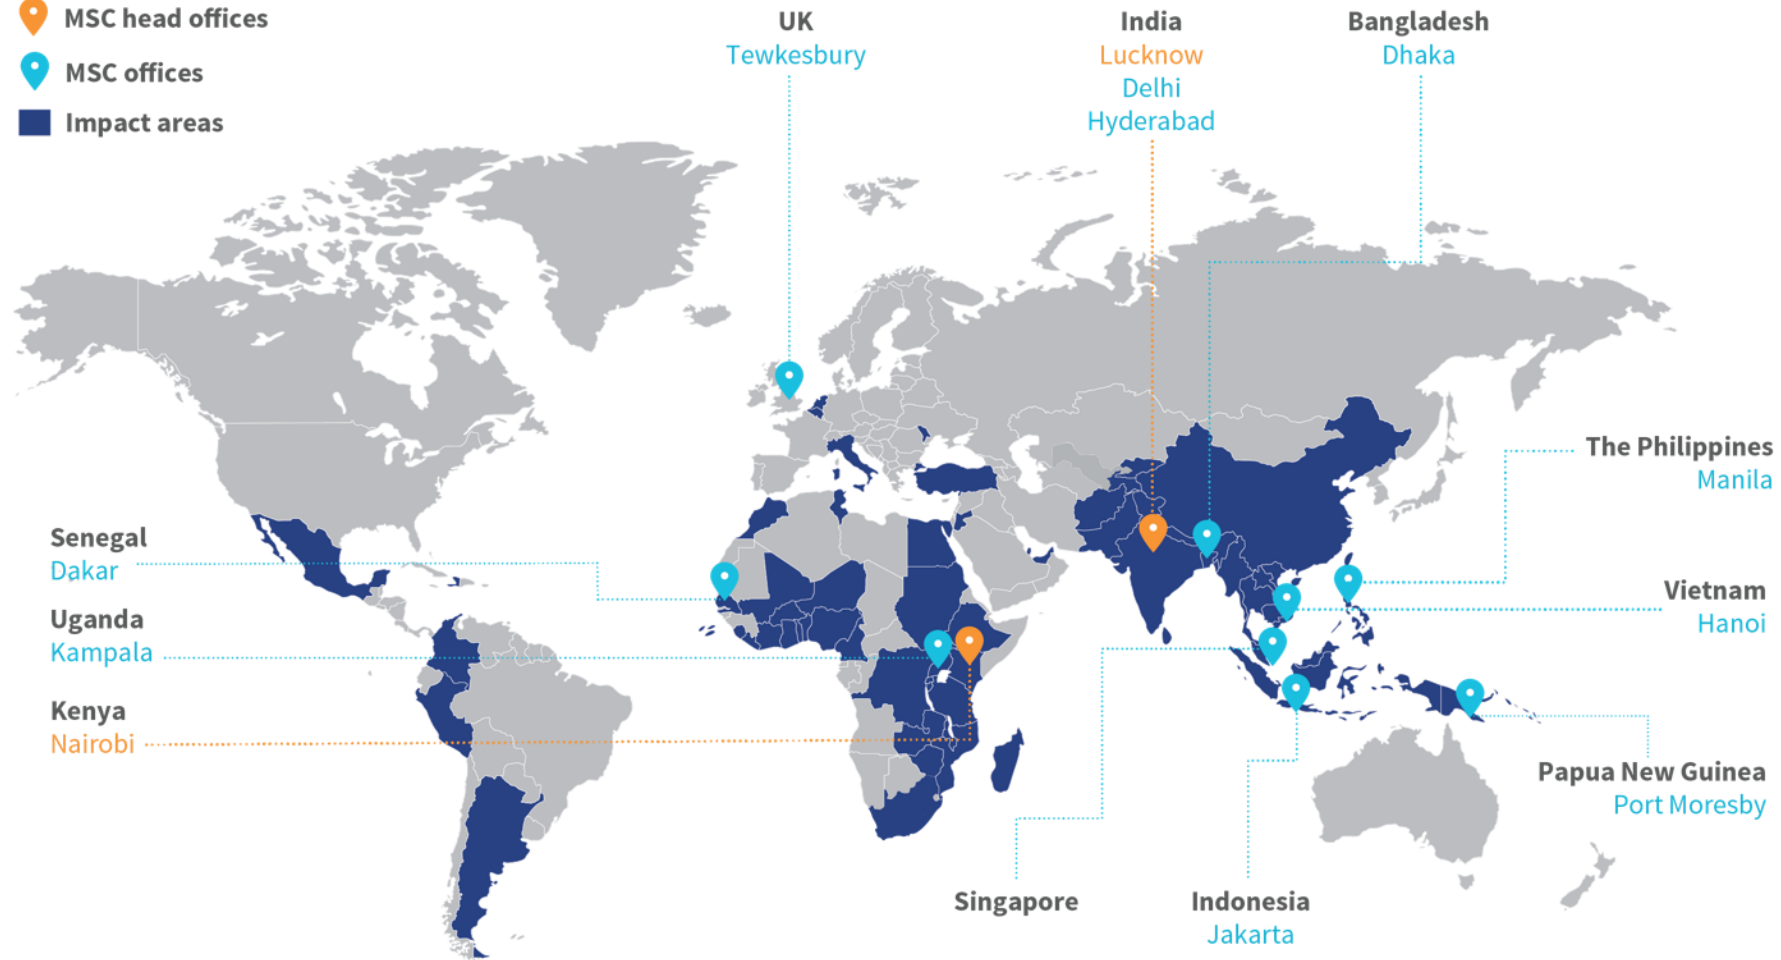 MSC head offices
MSC offices
Impact areas
UK
Tewkesbury
India
Lucknow
Delhi
Hyderabad
Bangladesh
Dhaka
The Philippines
Manila
Senegal
Dakar
Vietnam
Hanoi
Uganda
Kampala
Kenya
Nairobi
Papua New Guinea
Port Moresby
Singapore
Indonesia
Jakarta